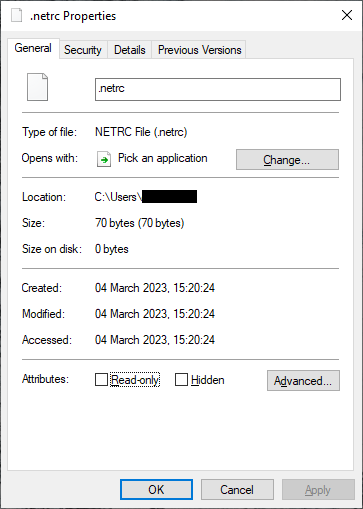 .netrc Properties
General Security Details Previous Versions
.netrc
Type of file: NETRC File (.netrc)
Opens with: Pick an application Change...
Location: C:\Users\
Size: 70 bytes (70 bytes)
Size on disk: 0 bytes
Created: 04 March 2023, 15:20:24
Modified: 04 March 2023, 15:20:24
Accessed: 04 March 2023, 15:20:24
Attributes: Read-only Hidden Advanced...
OK Cancel Apply